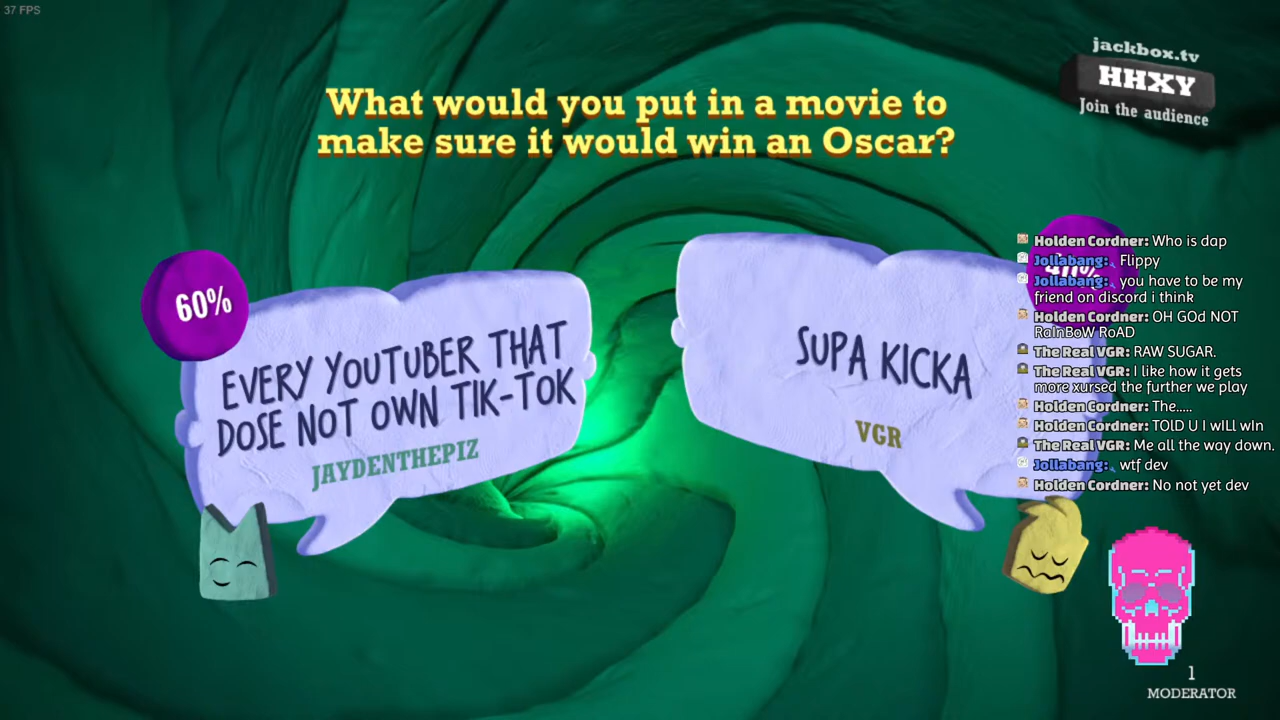 37 FPS
jackbox.tv
HHXY
Join the audience
What would you put in a movie to
make sure it would win an Oscar?
60%
EVERY YOUTUBER THAT
DOSE NOT OWN TIK-TOK
JAYDENTHEPIZ
SUPA KICKA
VGR
40%
Holden Cordner: Who is dap
Jollabang: Flippy
Jollabang: you have to be my
friend on discord i think
Holden Cordner: OH GOd NOT
RaInBoW RoAD
The Real VGR: RAW SUGAR.
The Real VGR: I like how it gets
more xursed the further we play
Holden Cordner: The.....
Holden Cordner: TOlD U I wILL wIn
The Real VGR: Me all the way down.
Jollabang: wtf dev
Holden Cordner: No not yet dev
1
MODERATOR